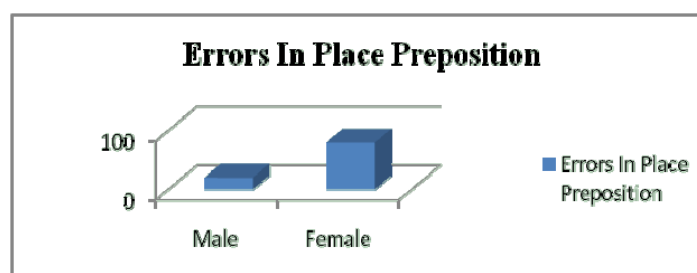 Errors In Place Preposition
100
0
Male Female
Errors In Place
Preposition